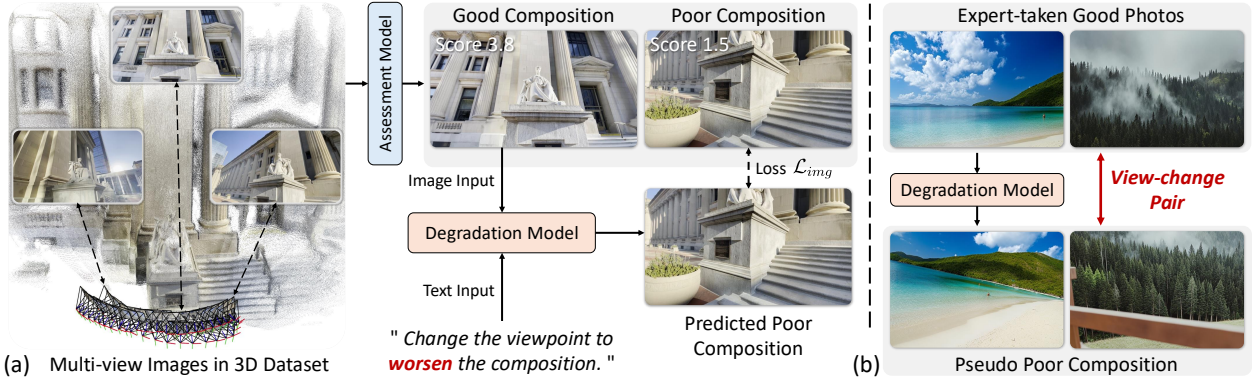 Good Composition
Poor Composition
Score 3.8
Score 1.5
Assessment Model
Image Input
Loss ℒ_img
Degradation Model
Text Input
" Change the viewpoint to
worsen the composition. "
Predicted Poor
Composition
(a)
Multi-view Images in 3D Dataset
Expert-taken Good Photos
Degradation Model
View-change
Pair
(b)
Pseudo Poor Composition